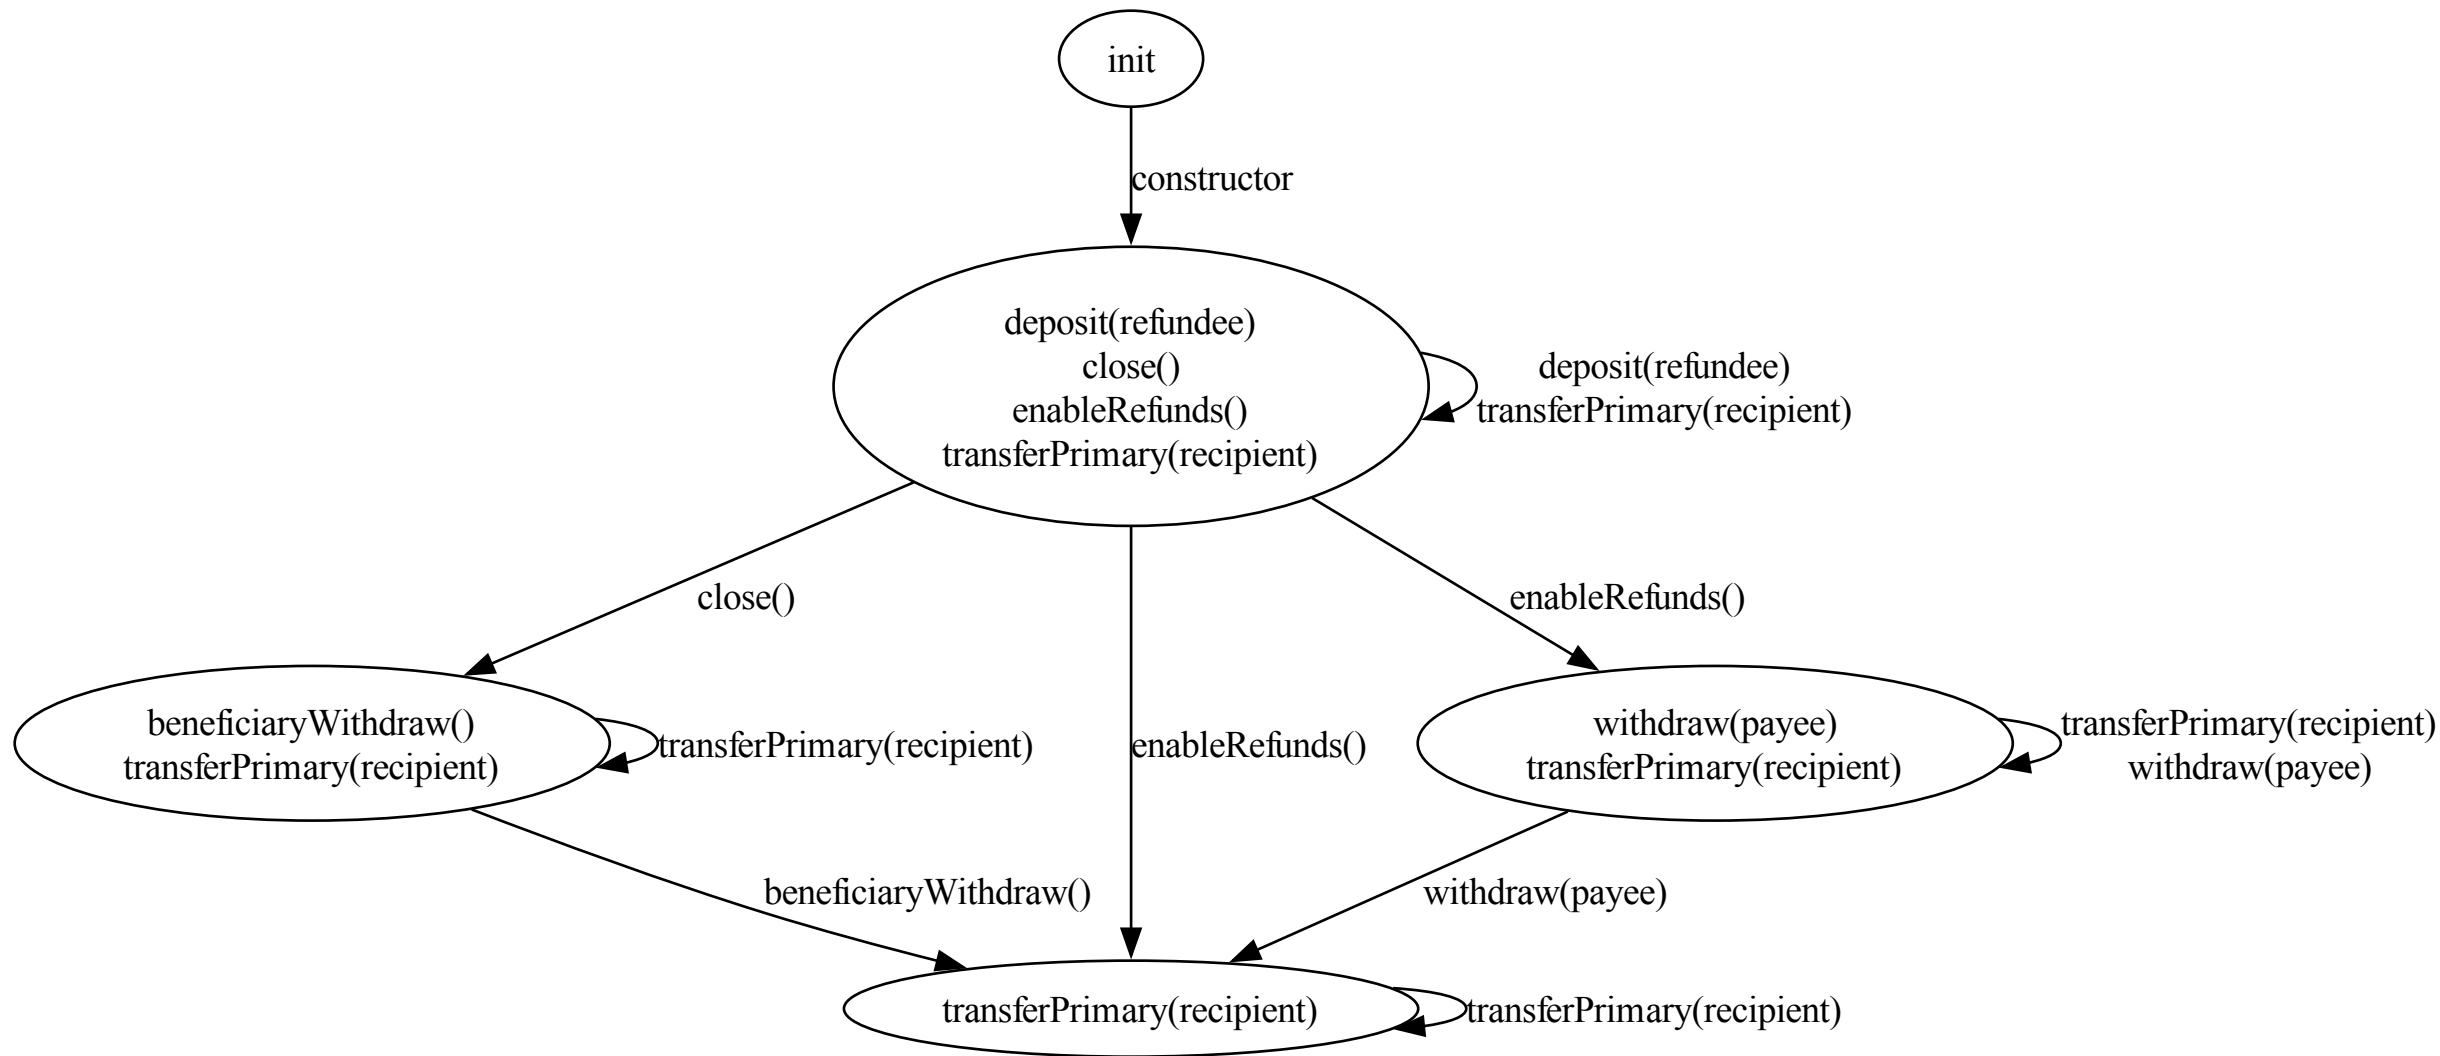 init
constructor
deposit(refundee)
close()
enableRefunds()
transferPrimary(recipient)
deposit(refundee)
transferPrimary(recipient)
close()
enableRefunds()
beneficiaryWithdraw()
transferPrimary(recipient)
transferPrimary(recipient)
enableRefunds()
withdraw(payee)
transferPrimary(recipient)
transferPrimary(recipient)
withdraw(payee)
beneficiaryWithdraw()
withdraw(payee)
transferPrimary(recipient)
transferPrimary(recipient)